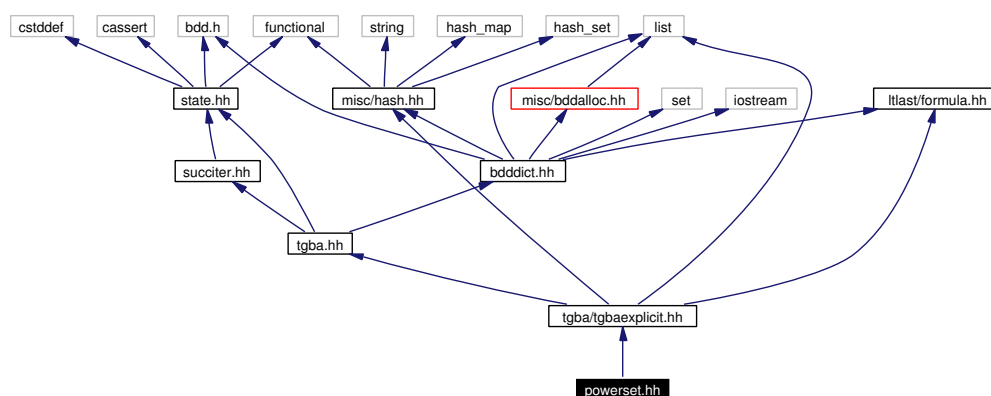 cstddef
cassert
bdd.h
functional
string
hash_map
hash_set
list
state.hh
misc/hash.hh
misc/bddalloc.hh
set
iostream
ltlast/formula.hh
succiter.hh
bdddict.hh
tgba.hh
tgba/tgbaexplicit.hh
powerset.hh